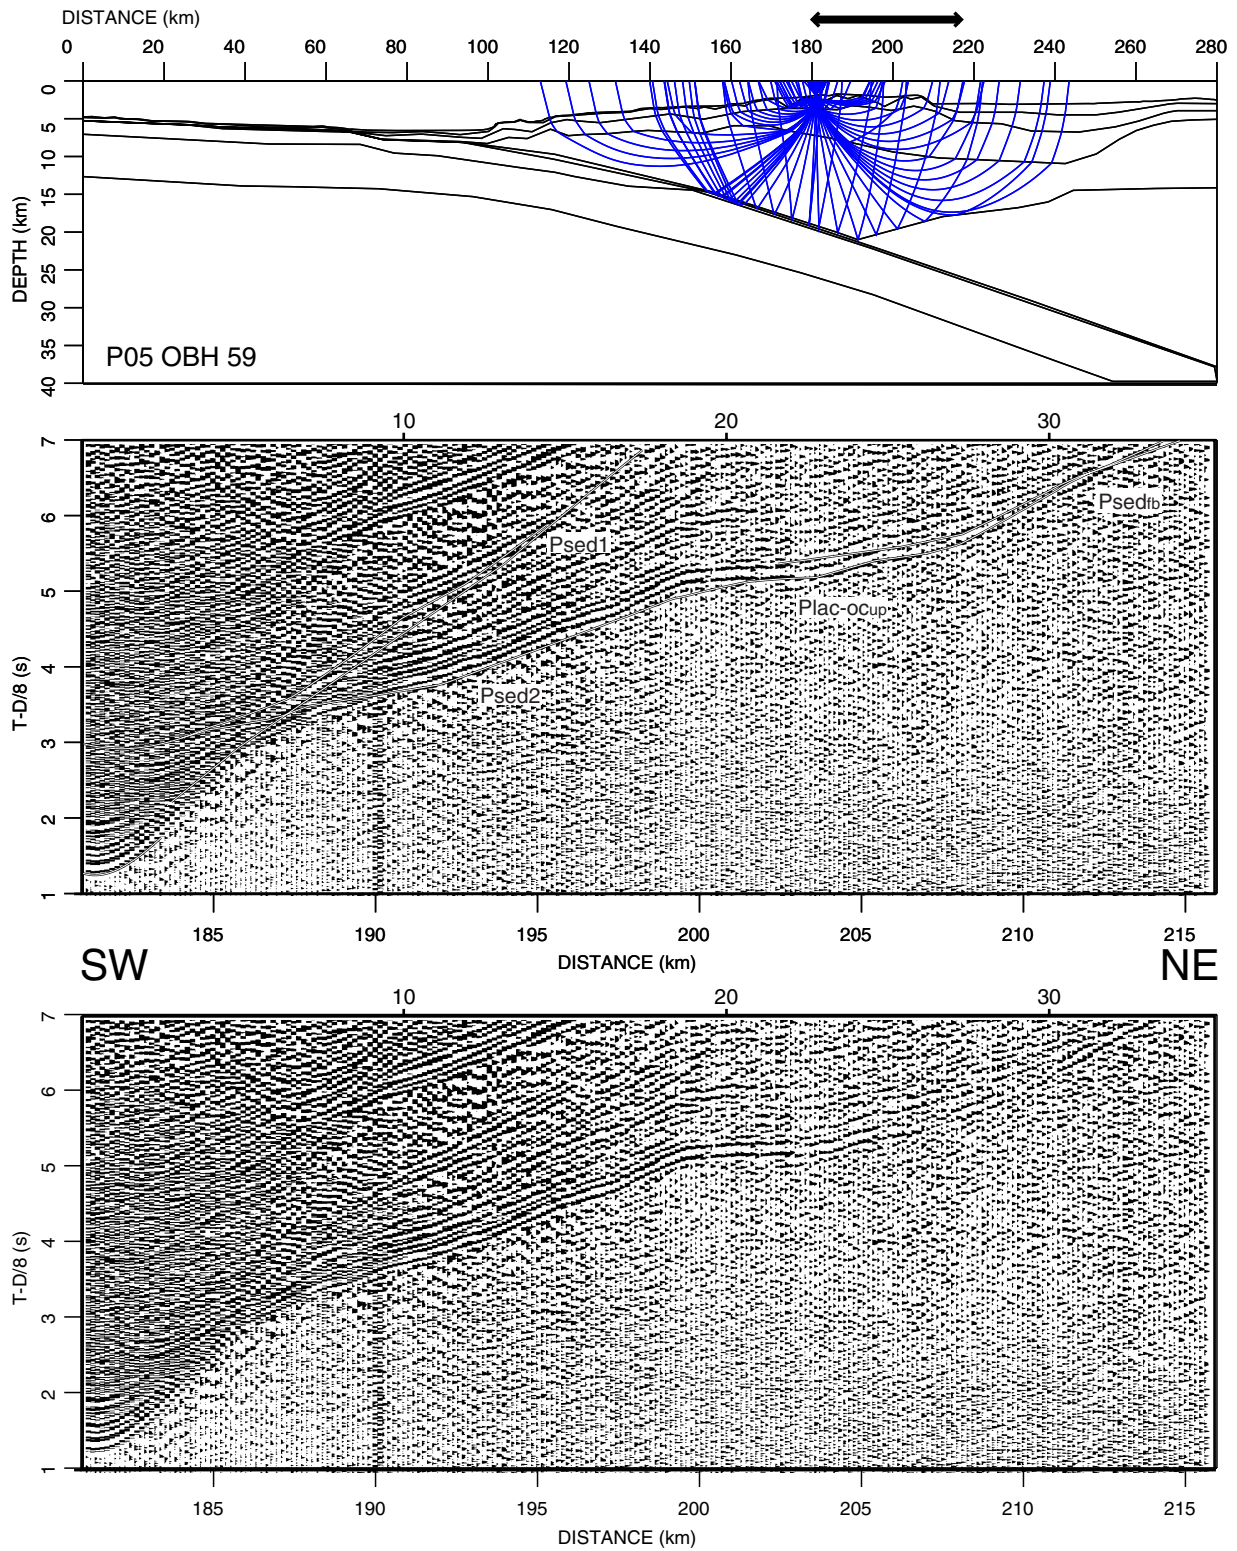 DISTANCE (km)
0 20 40 60 80 100 120 140 160 180 200 220 240 260 280
0
5
10
15
20
25
30
35
40
DEPTH (km)
P05 OBH 59
10 20 30
7
6
5
4
3
2
1
T-D/8 (s)
Psed1
Psedfb
Plac-ocup
Psed2
185 190 195 200 205 210 215
DISTANCE (km)
SW NE
10 20 30
7
6
5
4
3
2
1
T-D/8 (s)
185 190 195 200 205 210 215
DISTANCE (km)